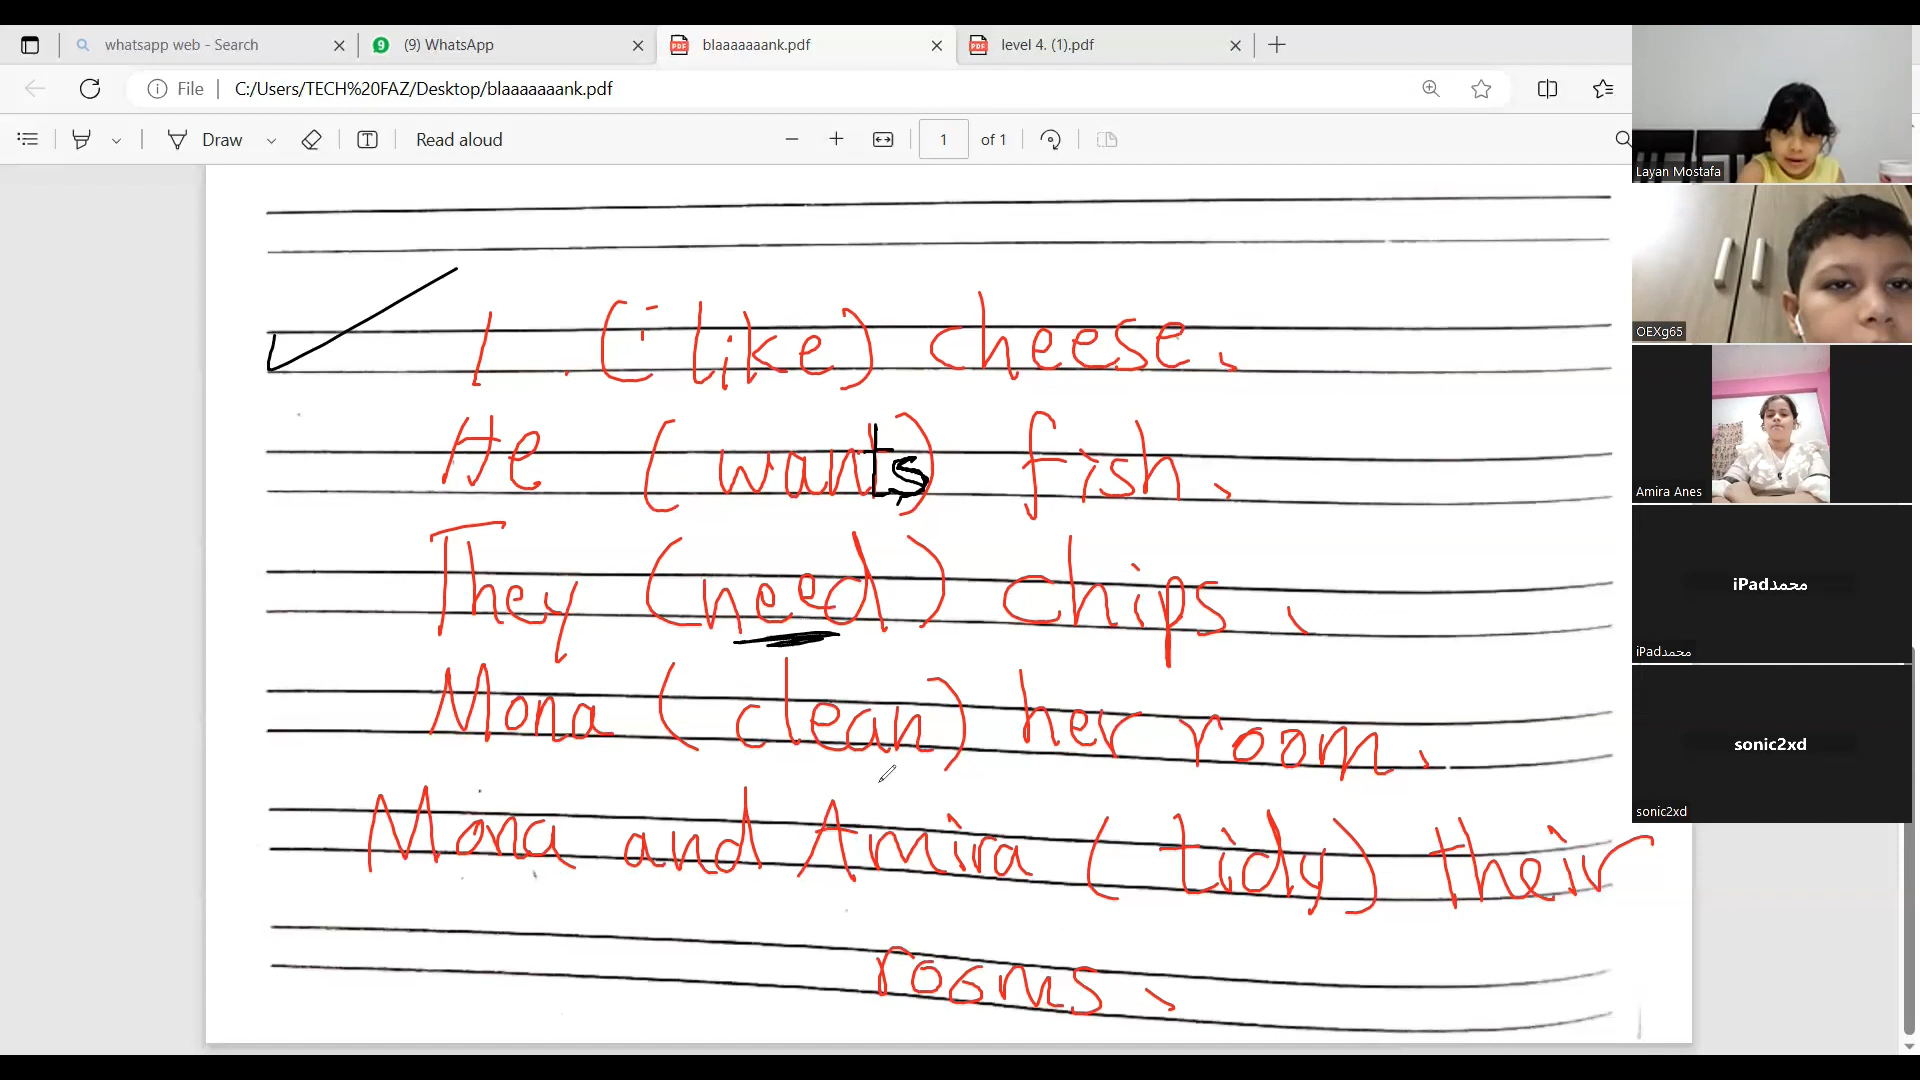 whatsapp web - Search
(9) WhatsApp
blaaaaaaank.pdf
level 4. (1).pdf
File
C:/Users/TECH%20FAZ/Desktop/blaaaaaaank.pdf
Draw
Read aloud
1
of 1
I (like) cheese.
He (wants) fish.
They (need) chips.
Mona (clean) her room.
Mona and Amira (tidy) their
rooms.
Layan Mostafa
OEXg65
Amira Anes
iPadمحمد
iPadمحمد
sonic2xd
sonic2xd